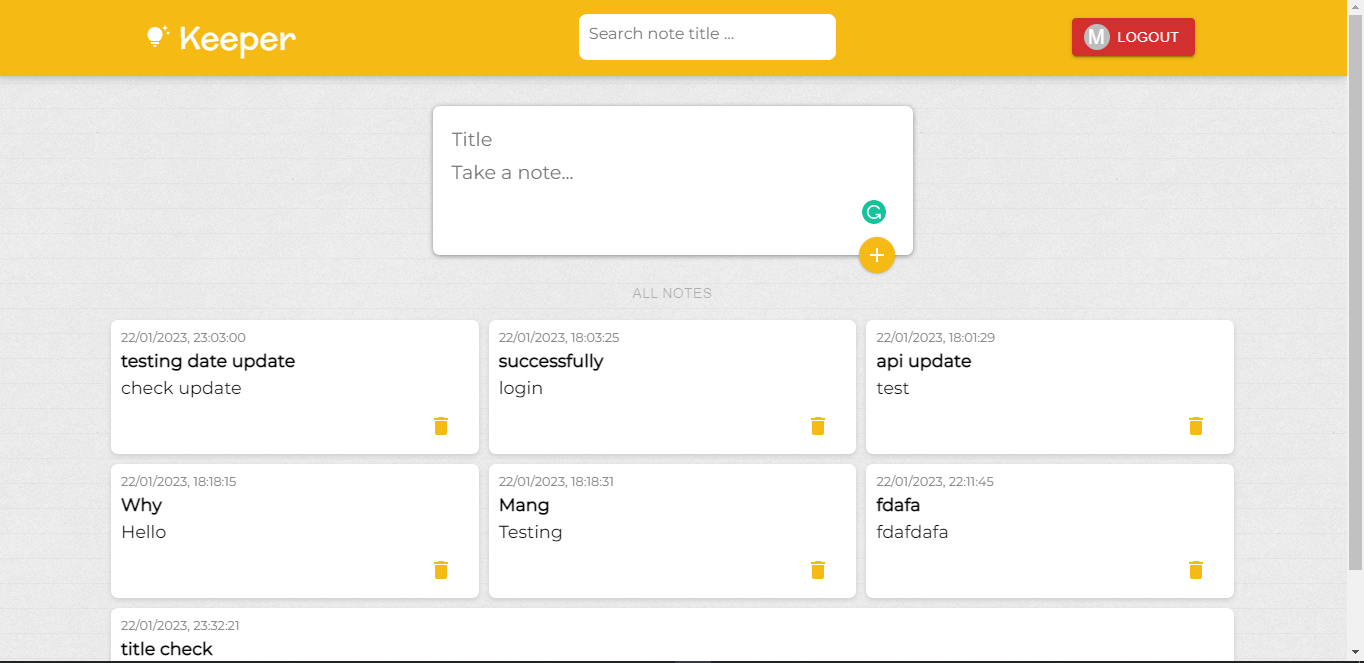 Keeper
Search note title ...
M LOGOUT
Title
Take a note...
ALL NOTES
22/01/2023, 23:03:00
testing date update
check update
22/01/2023, 18:03:25
successfully
login
22/01/2023, 18:01:29
api update
test
22/01/2023, 18:18:15
Why
Hello
22/01/2023, 18:18:31
Mang
Testing
22/01/2023, 22:11:45
fdafa
fdafdafa
22/01/2023, 23:32:21
title check